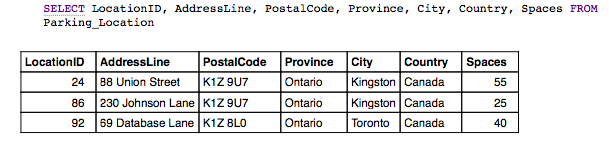 SELECT LocationID, AddressLine, PostalCode, Province, City, Country, Spaces FROM
Parking_Location
LocationID AddressLine PostalCode Province City Country Spaces
24 88 Union Street K1Z 9U7 Ontario Kingston Canada 55
86 230 Johnson Lane K1Z 9U7 Ontario Kingston Canada 25
92 69 Database Lane K1Z 8L0 Ontario Toronto Canada 40